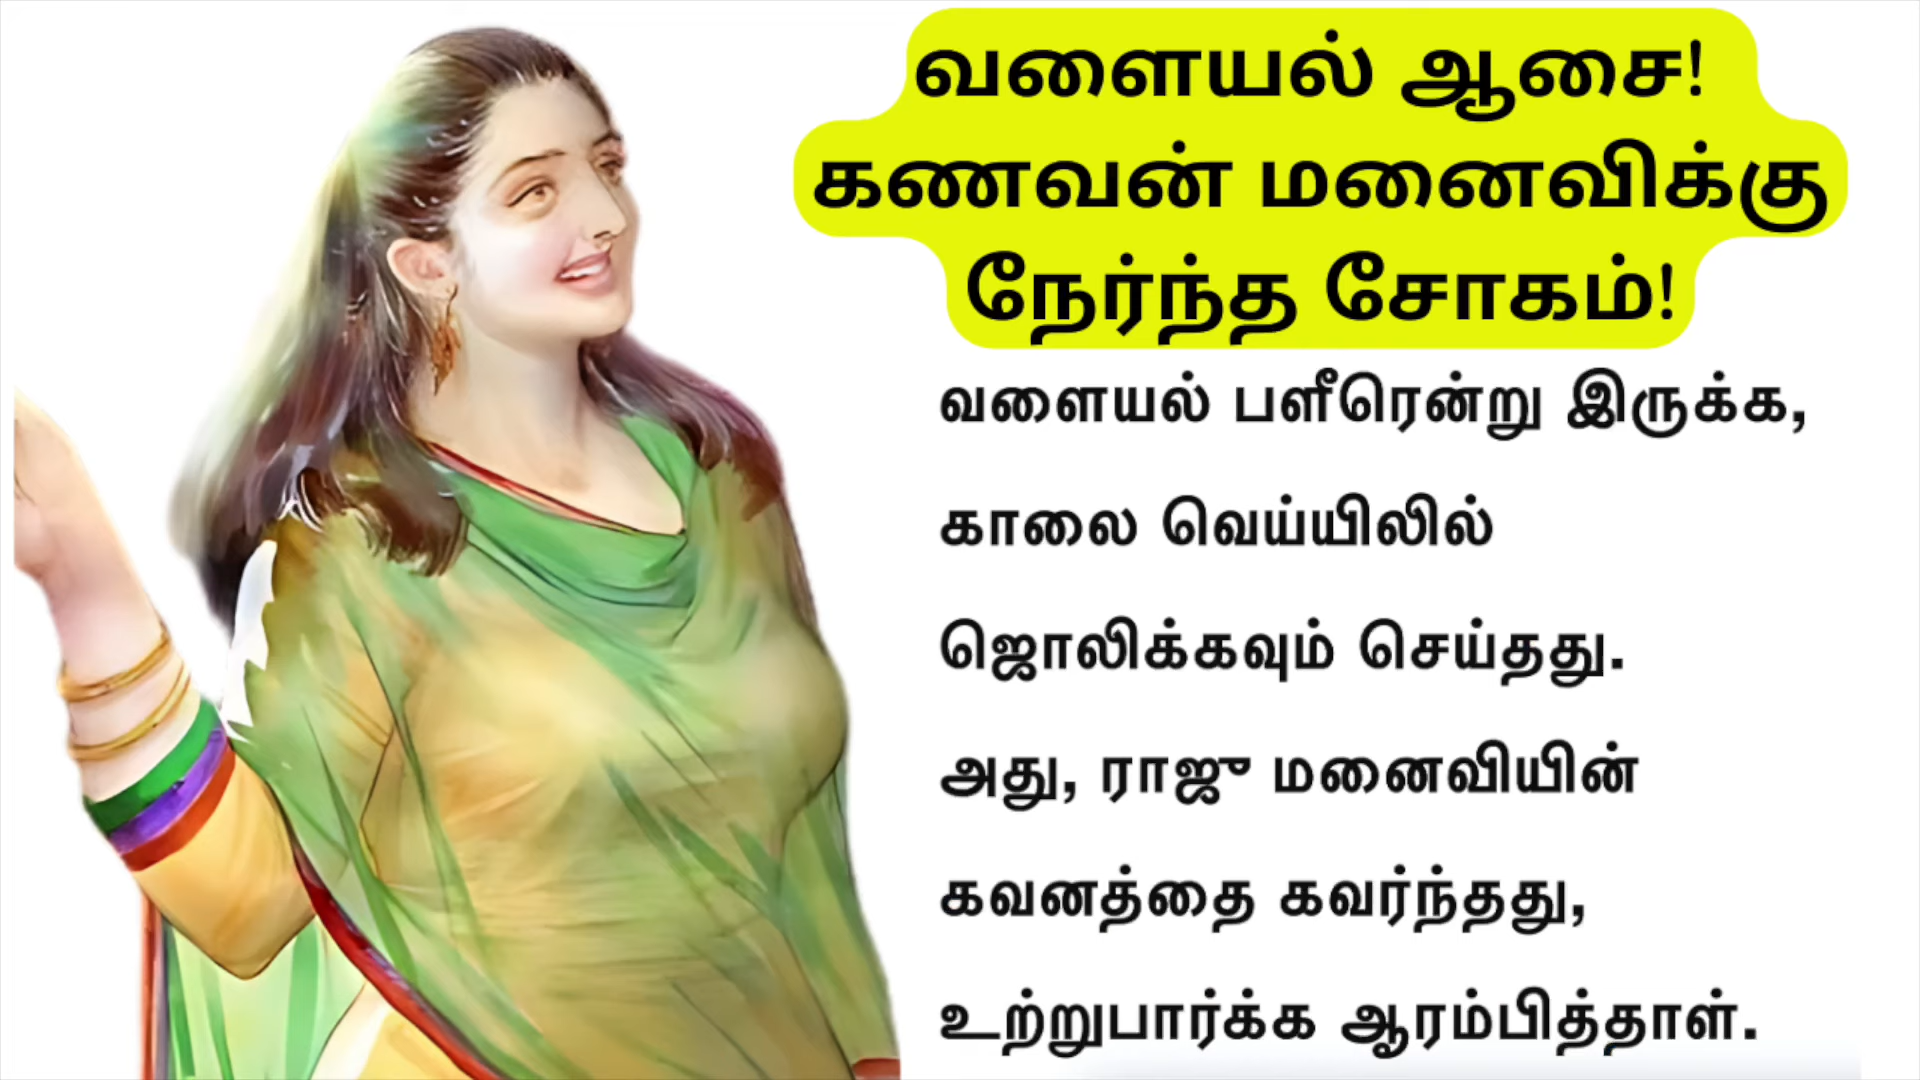 வளையல் ஆசை!
கணவன் மனைவிக்கு
நேர்ந்த சோகம்!
வளையல் பளீரென்று இருக்க,
காலை வெய்யிலில்
ஜொலிக்கவும் செய்தது.
அது, ராஜு மனைவியின்
கவனத்தை கவர்ந்தது,
உற்றுபார்க்க ஆரம்பித்தாள்.